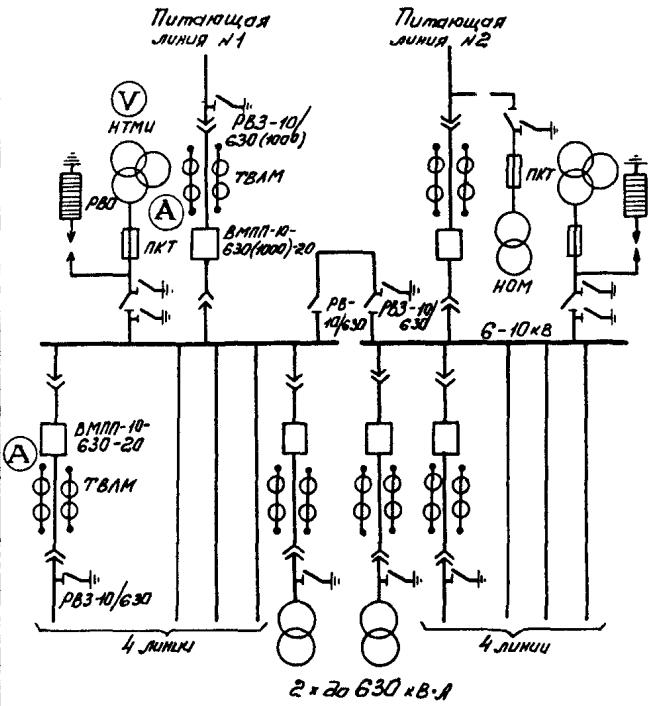 Питающая
линия №1
Питающая
линия №2
V
НТМИ
РВЗ-10/
630(1000)
РВО
А
ТВЛМ
ПКТ
ПКТ
ВМПП-10-
630(1000)-20
НОМ
РВ-
10/630
РВЗ-10/
630
6-10 кВ
ВМПП-10-
630-20
А
ТВЛМ
РВЗ-10/630
4 линии
4 линии
2 х до 630 кВ·А